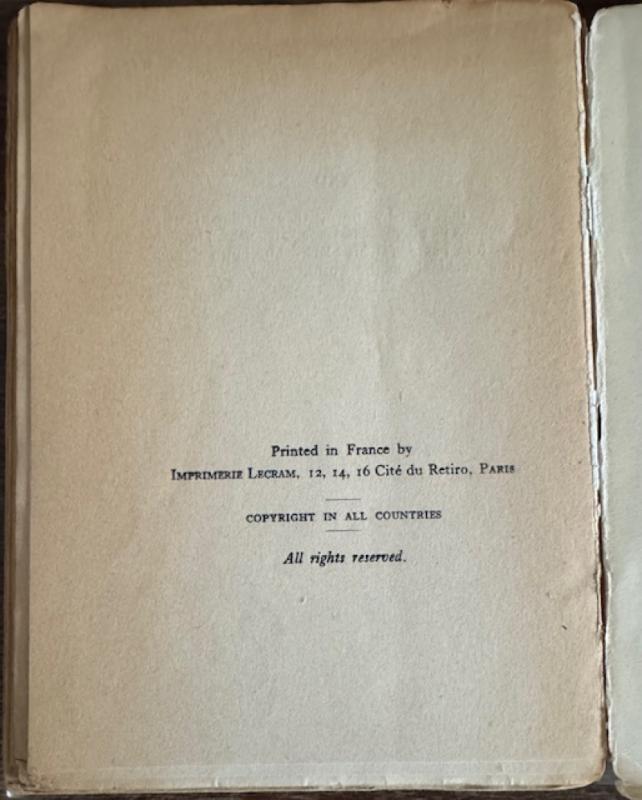 Printed in France by
IMPRIMERIE LECRAM, 12, 14, 16 Cité du Retiro, PARIS
COPYRIGHT IN ALL COUNTRIES
All rights reserved.